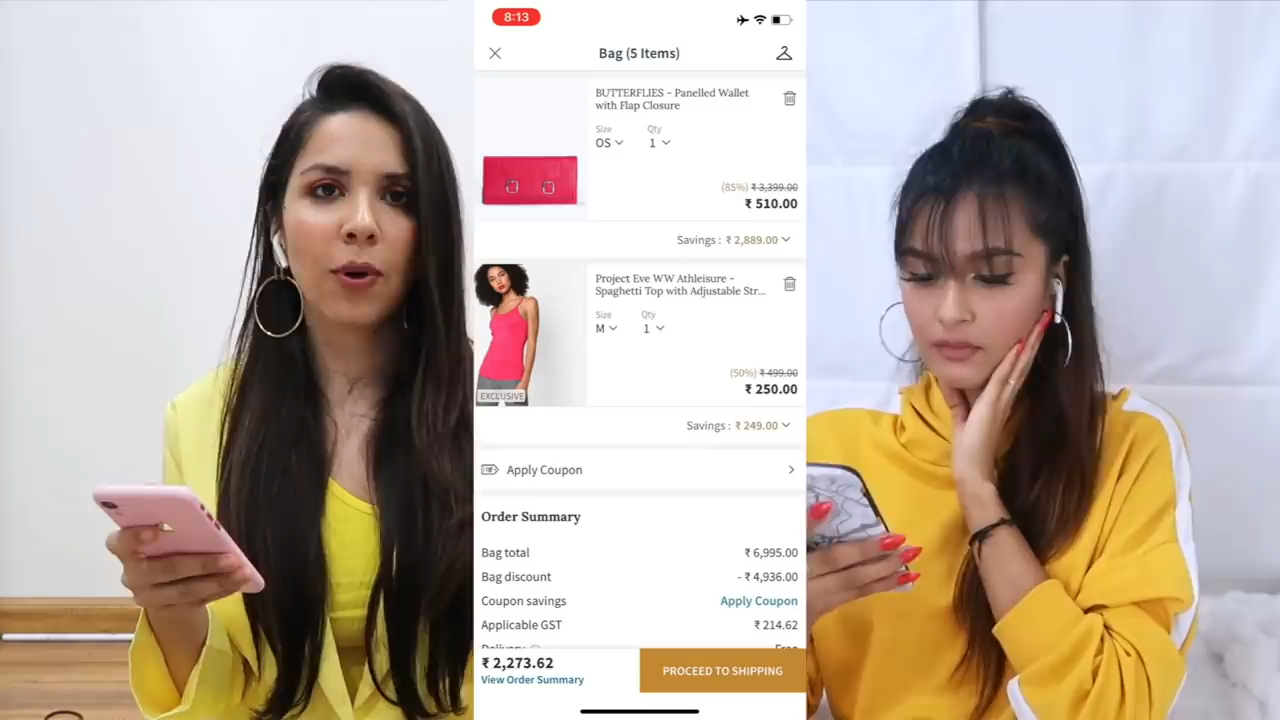 8:13
Bag (5 Items)
BUTTERFLIES - Panelled Wallet
with Flap Closure
Size Qty
OS 1
(85%) ₹ 3,399.00
₹ 510.00
Savings : ₹ 2,889.00
Project Eve WW Athleisure -
Spaghetti Top with Adjustable Str...
Size Qty
M 1
(50%) ₹ 499.00
₹ 250.00
EXCLUSIVE
Savings : ₹ 249.00
Apply Coupon
Order Summary
Bag total ₹ 6,995.00
Bag discount - ₹ 4,936.00
Coupon savings Apply Coupon
Applicable GST ₹ 214.62
Delivery Free
₹ 2,273.62
View Order Summary
PROCEED TO SHIPPING